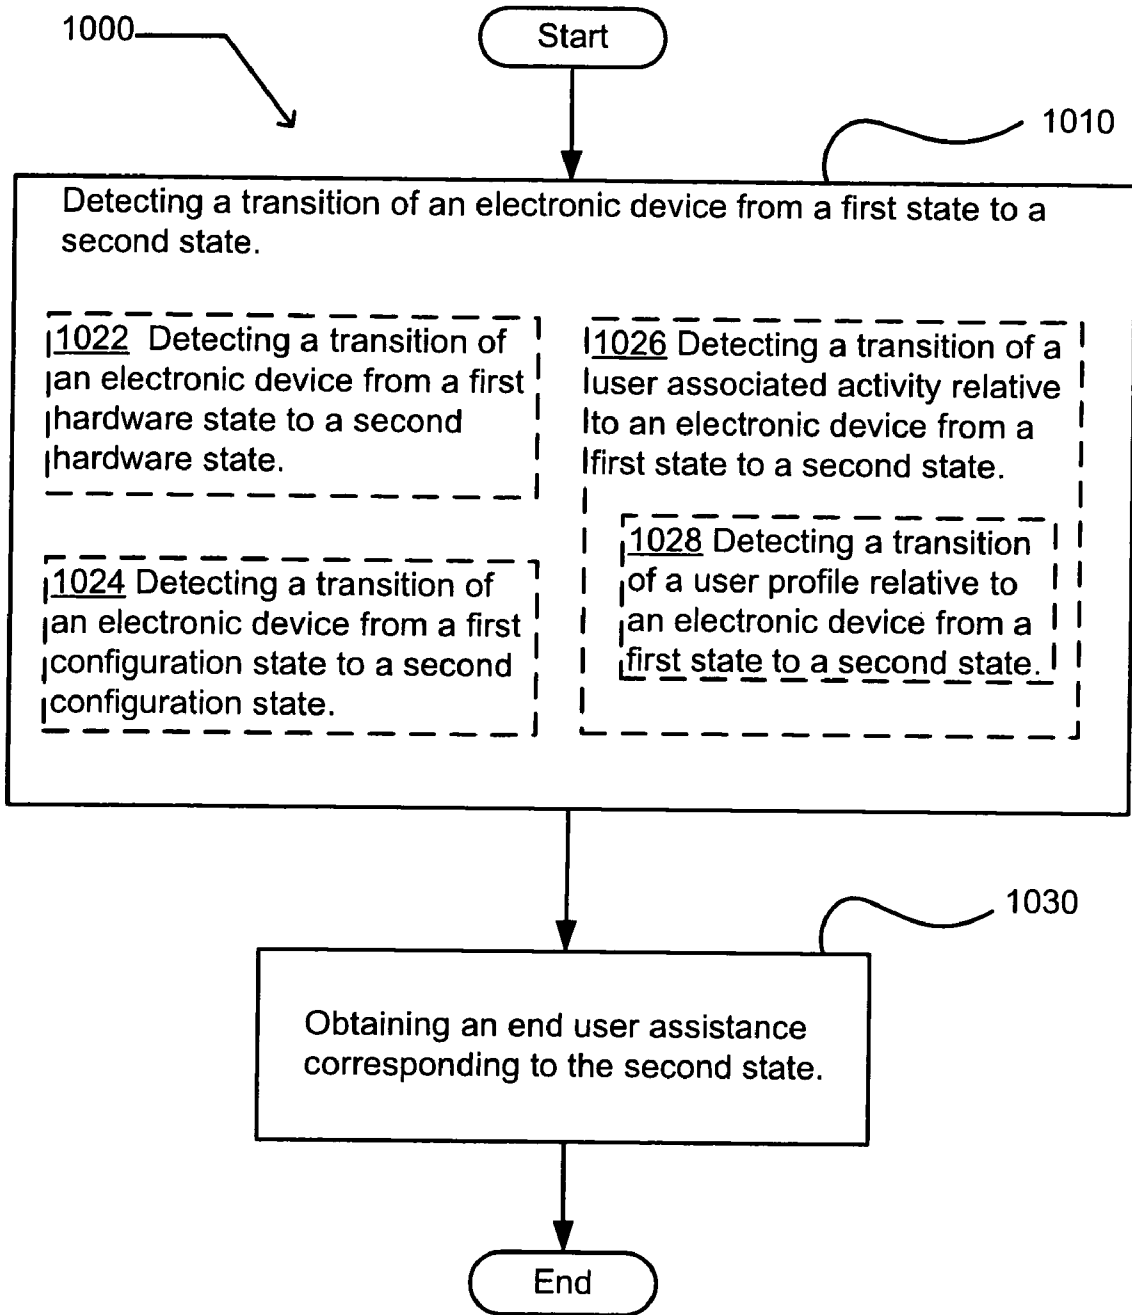 1000
Start
1010
Detecting a transition of an electronic device from a first state to a
second state.
1022 Detecting a transition of
an electronic device from a first
hardware state to a second
hardware state.
1024 Detecting a transition of
an electronic device from a first
configuration state to a second
configuration state.
1026 Detecting a transition of a
user associated activity relative
to an electronic device from a
first state to a second state.
1028 Detecting a transition
of a user profile relative to
an electronic device from a
first state to a second state.
1030
Obtaining an end user assistance
corresponding to the second state.
End